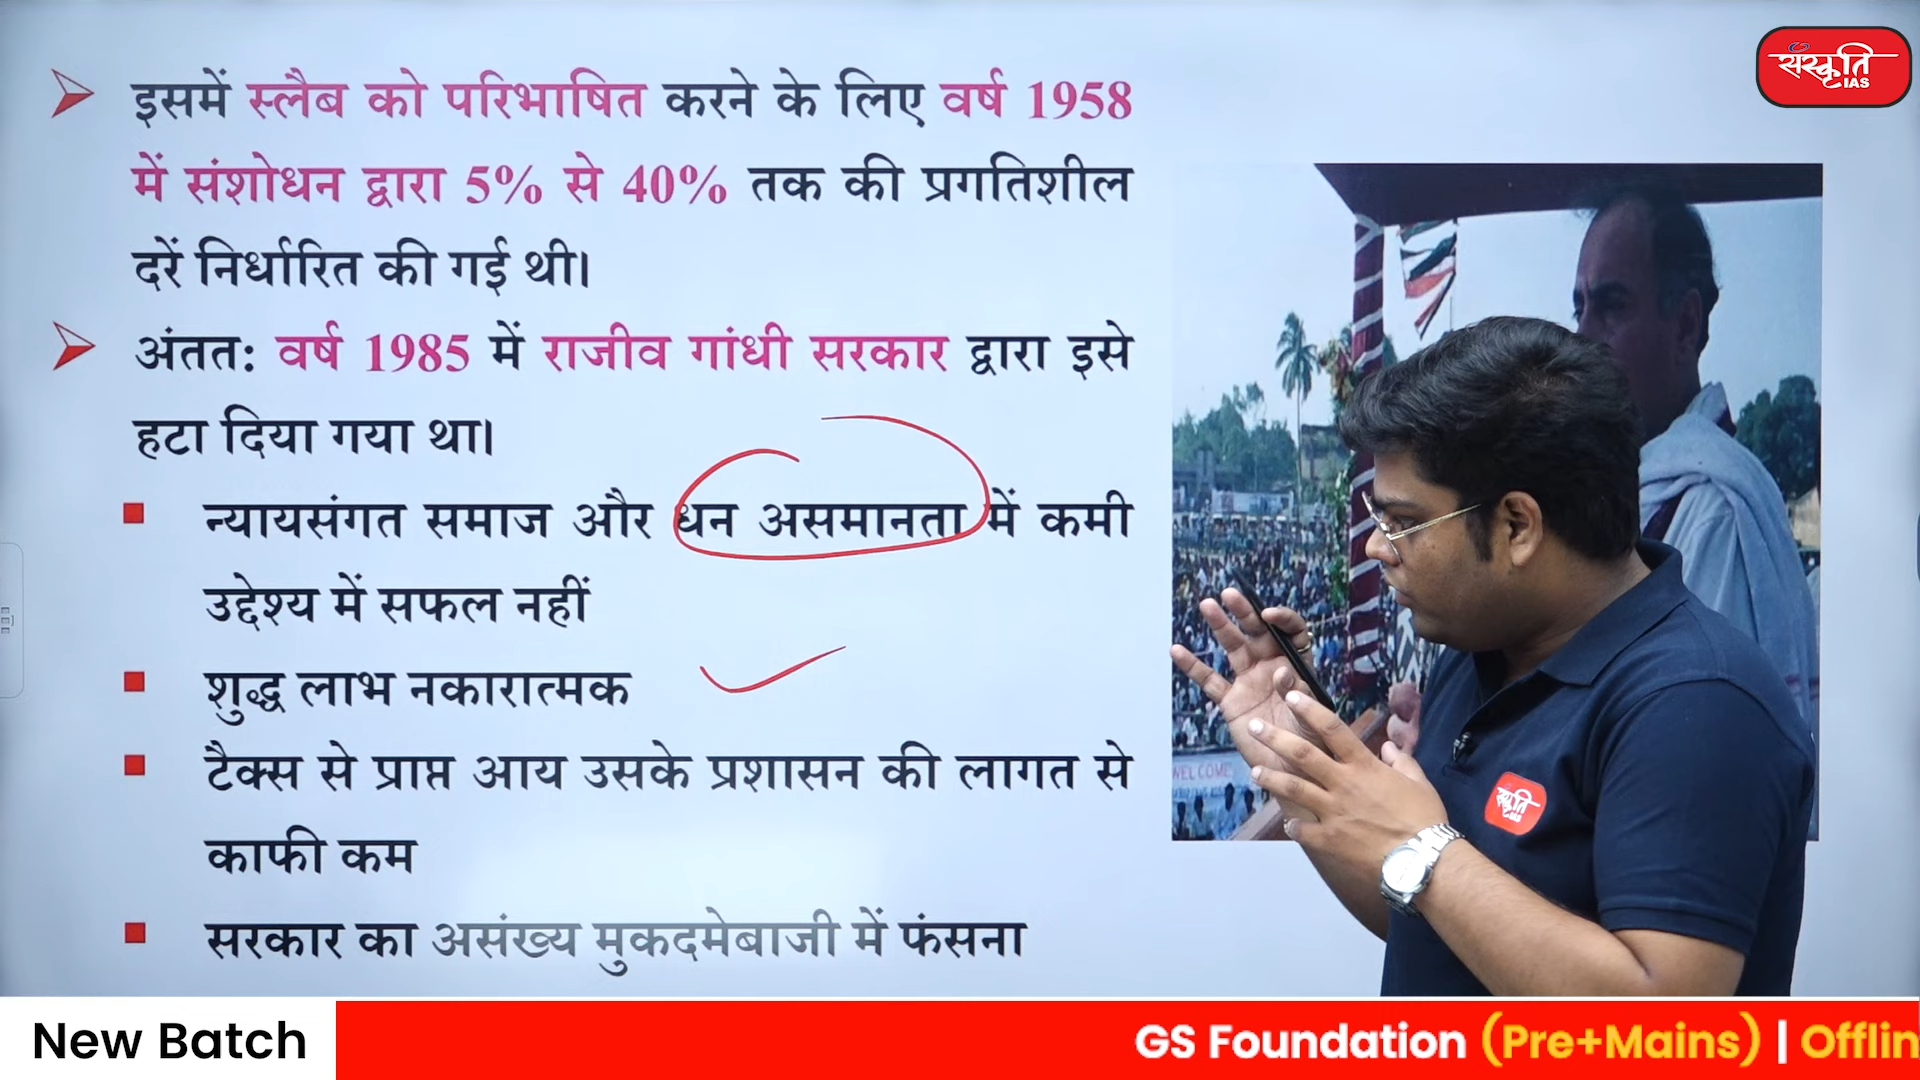 संस्कृति
IAS
इसमें स्लैब को परिभाषित करने के लिए वर्ष 1958
में संशोधन द्वारा 5% से 40% तक की प्रगतिशील
दरें निर्धारित की गई थी।
अंतत: वर्ष 1985 में राजीव गांधी सरकार द्वारा इसे
हटा दिया गया था।
न्यायसंगत समाज और धन असमानता में कमी
उद्देश्य में सफल नहीं
शुद्ध लाभ नकारात्मक
टैक्स से प्राप्त आय उसके प्रशासन की लागत से
काफी कम
सरकार का असंख्य मुकदमेबाजी में फंसना
WELCOME
संस्कृति
IAS
New Batch
GS Foundation (Pre+Mains) | Offlin